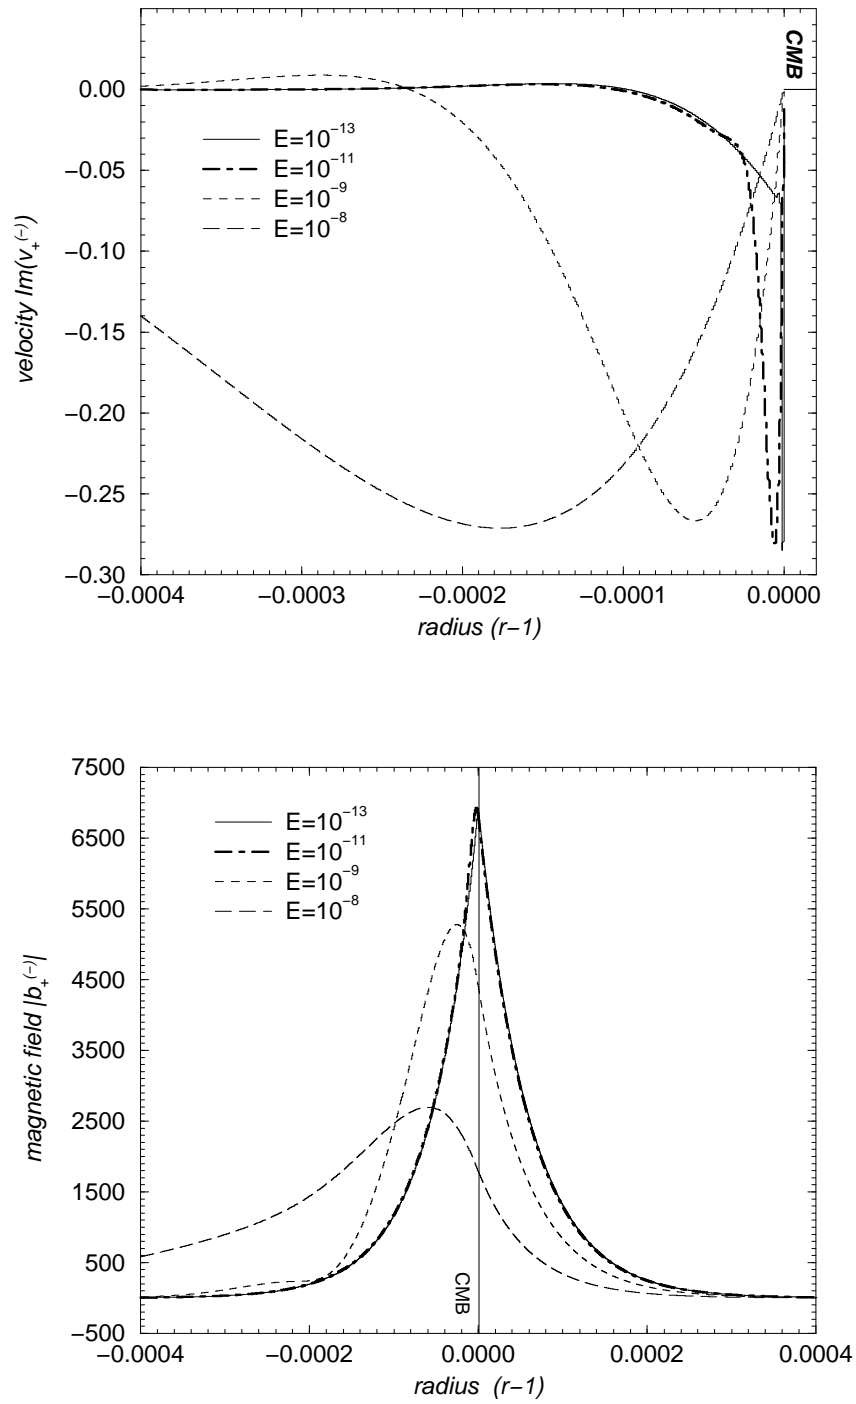 CMB
0.00
−0.05
−0.10
−0.15
−0.20
−0.25
−0.30
velocity Im(v₊⁽⁻⁾)
E=10⁻¹³
E=10⁻¹¹
E=10⁻⁹
E=10⁻⁸
−0.0004 −0.0003 −0.0002 −0.0001 0.0000
radius (r−1)
7500
6500
5500
4500
3500
2500
1500
500
−500
magnetic field |b₊⁽⁻⁾|
E=10⁻¹³
E=10⁻¹¹
E=10⁻⁹
E=10⁻⁸
CMB
−0.0004 −0.0002 0.0000 0.0002 0.0004
radius (r−1)